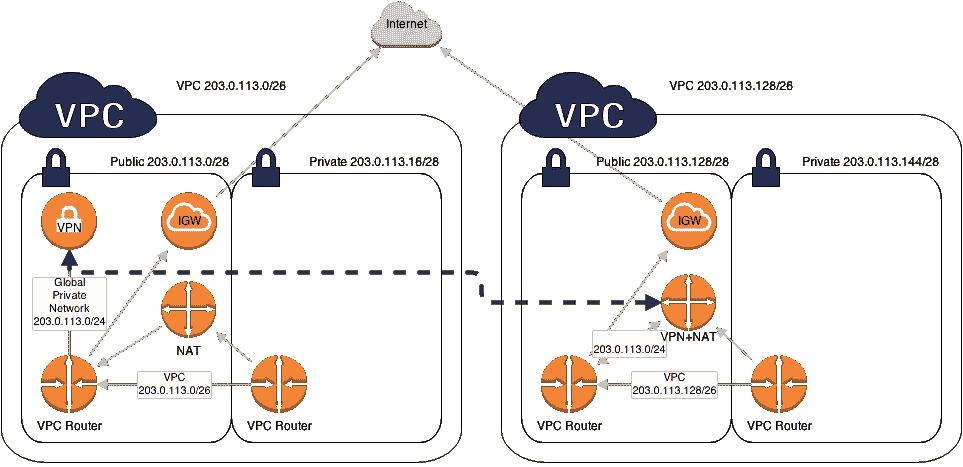 Internet
VPC 203.0.113.0/26
VPC
Public 203.0.113.0/28
Private 203.0.113.16/28
VPN
IGW
Global
Private
Network
203.0.113.0/24
NAT
VPC
203.0.113.0/26
VPC Router
VPC Router
VPC 203.0.113.128/26
VPC
Public 203.0.113.128/28
Private 203.0.113.144/28
IGW
VPN+NAT
203.0.113.0/24
VPC
203.0.113.128/26
VPC Router
VPC Router